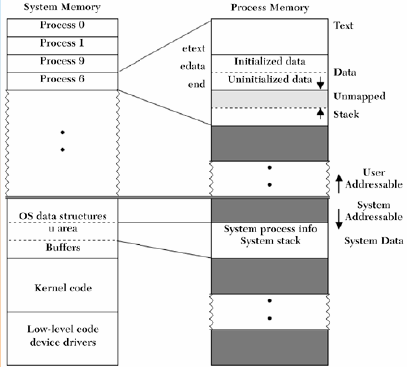 System Memory
Process Memory
Process 0
Process 1
Process 9
Process 6
etext
edata
end
Text
Initialized data
Uninitialized data
Data
Unmapped
Stack
User
Addressable
System
Addressable
OS data structures
u area
Buffers
System process info
System stack
System Data
Kernel code
Low-level code
device drivers